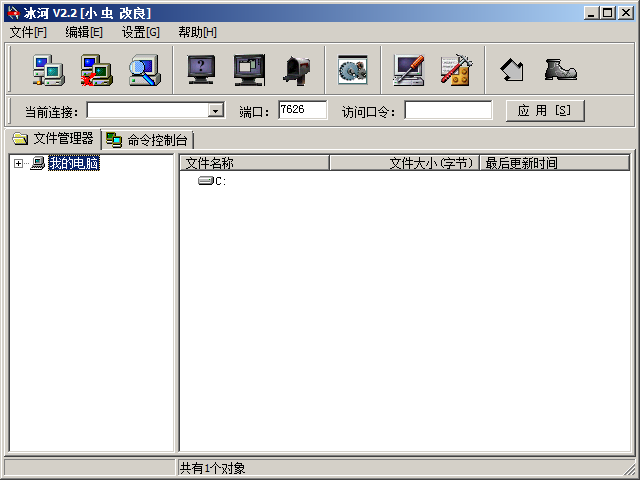 冰河 V2.2 [小 虫 改良]
文件[F] 编辑[E] 设置[G] 帮助[H]
当前连接: 端口: 7626 访问口令: 应 用 [S]
文件管理器 命令控制台
我的电脑 文件名称 文件大小(字节) 最后更新时间
C:
共有1个对象